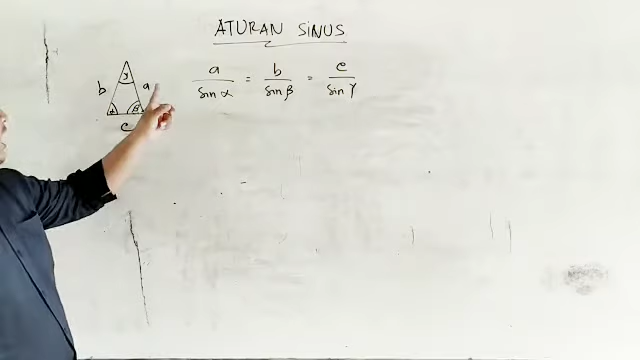 ATURAN SINUS
a/sin α = b/sin β = c/sin γ
γ
b a
α β
c